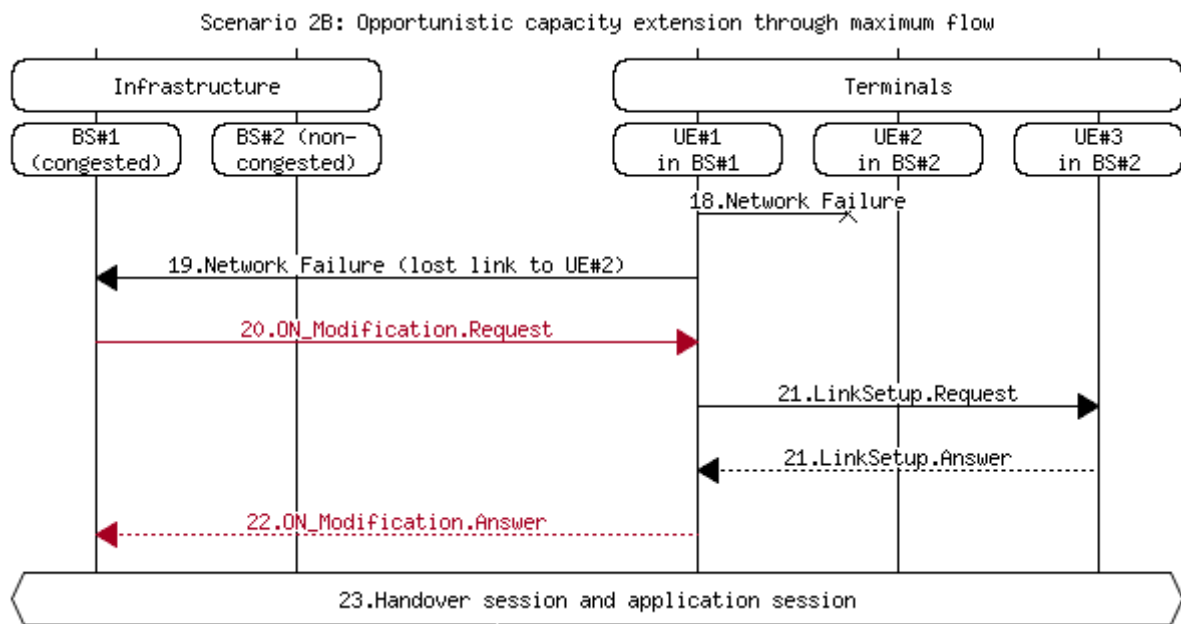 Scenario 2B: Opportunistic capacity extension through maximum flow
Infrastructure
Terminals
BS#1
(congested)
BS#2 (non-
congested)
UE#1
in BS#1
UE#2
in BS#2
UE#3
in BS#2
18.Network Failure
19.Network Failure (lost link to UE#2)
20.ON_Modification.Request
21.LinkSetup.Request
21.LinkSetup.Answer
22.ON_Modification.Answer
23.Handover session and application session